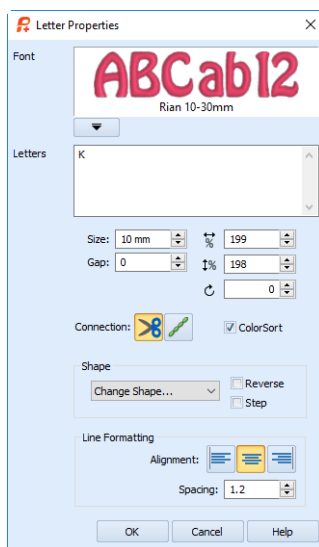 Letter Properties
Font
ABCab12
Rian 10-30mm
Letters
K
Size: 10 mm
% 199
Gap: 0
% 198
0
Connection:
ColorSort
Shape
Change Shape...
Reverse
Step
Line Formatting
Alignment:
Spacing: 1.2
OK Cancel Help